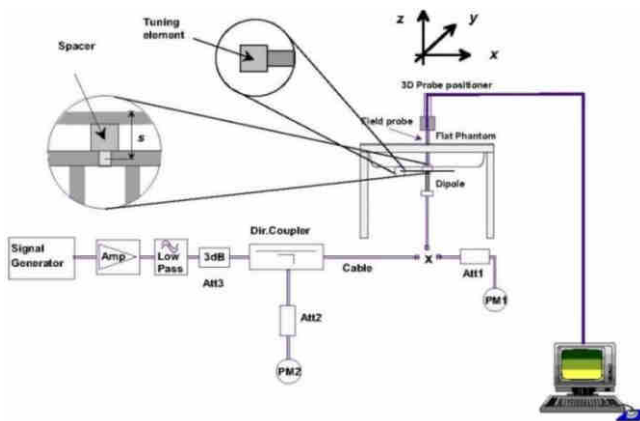 Tuning
element
Spacer
s
z
y
x
3D Probe positioner
Field probe
Flat Phantom
Dipole
Signal
Generator
Amp
Low
Pass
3dB
Att3
Dir.Coupler
Cable
x
Att1
PM1
Att2
PM2